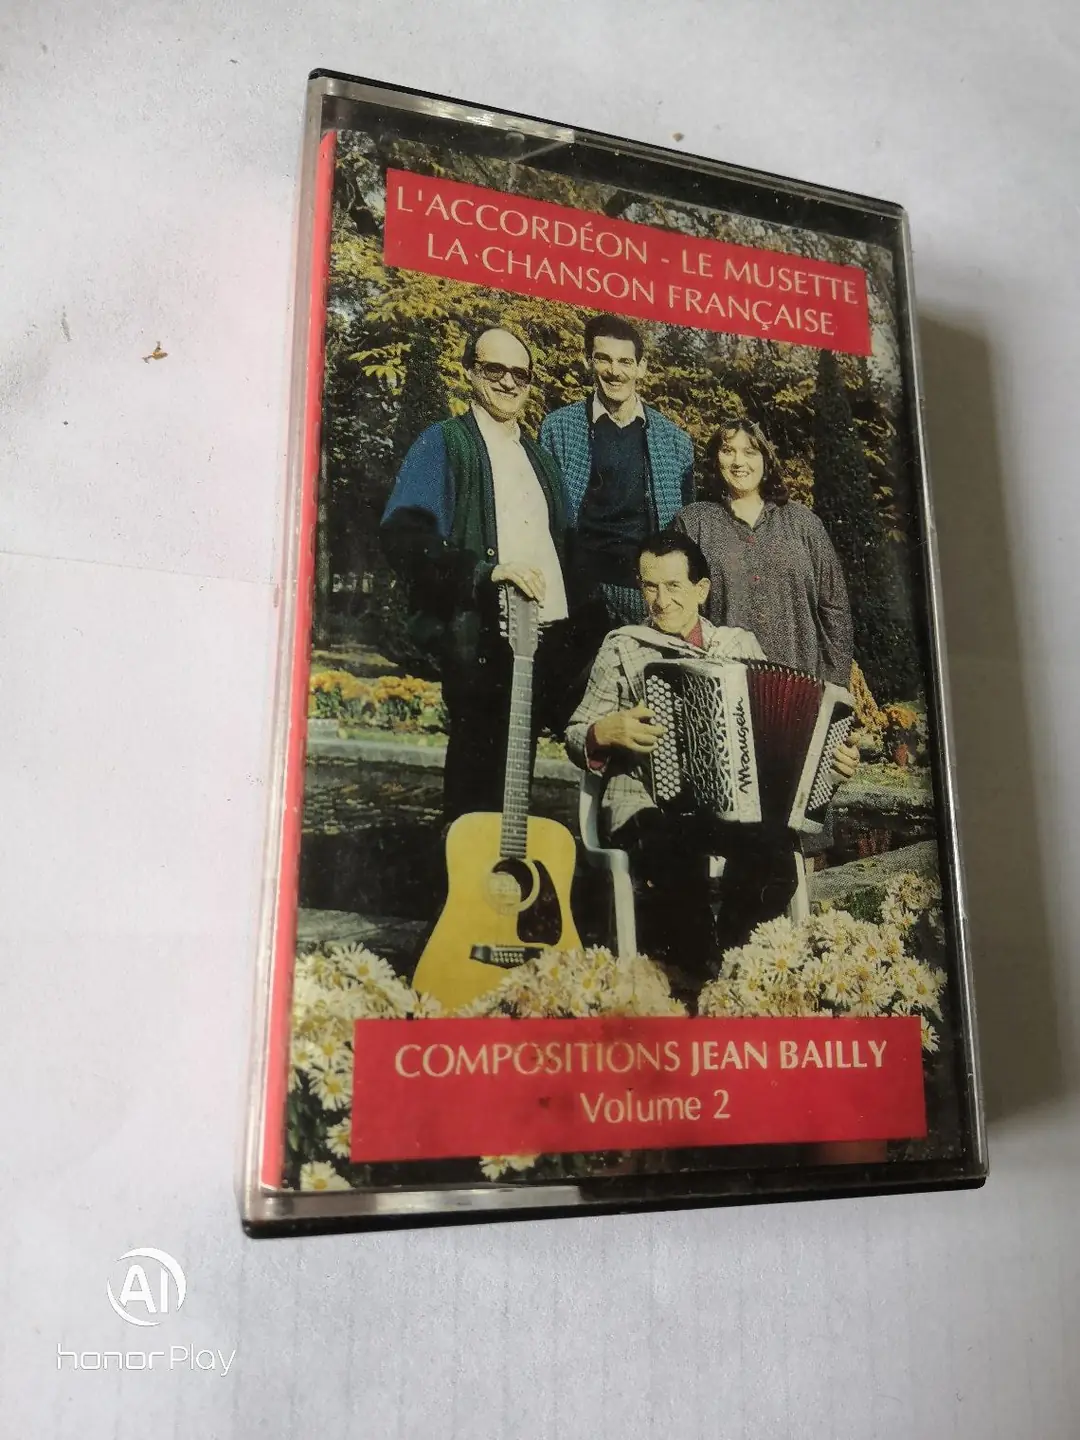 L'ACCORDÉON - LE MUSETTE
LA CHANSON FRANÇAISE
Maugein
COMPOSITIONS JEAN BAILLY
Volume 2
AI
honor Play